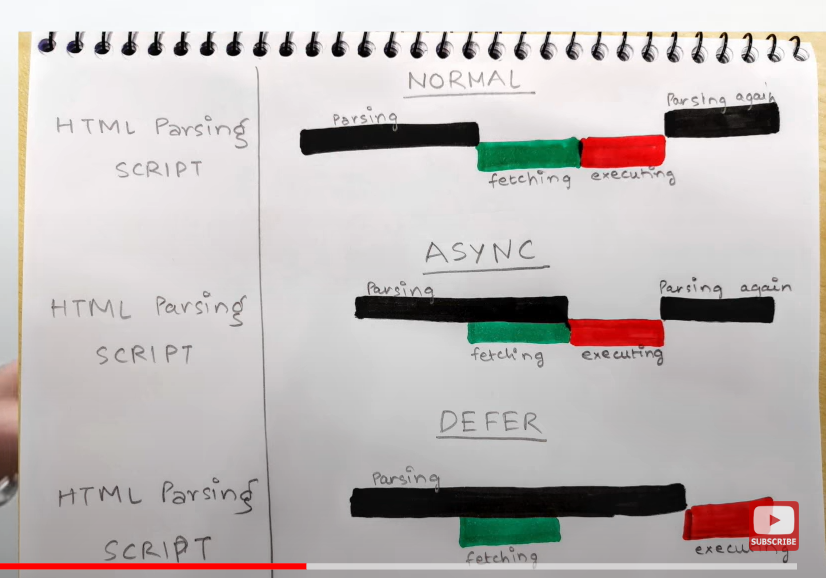 NORMAL
Parsing
Parsing again
HTML Parsing
SCRIPT
fetching
executing
ASYNC
Parsing
Parsing again
HTML Parsing
SCRIPT
fetching
executing
DEFER
Parsing
HTML Parsing
SUBSCRIBE
SCRIPT
fetching